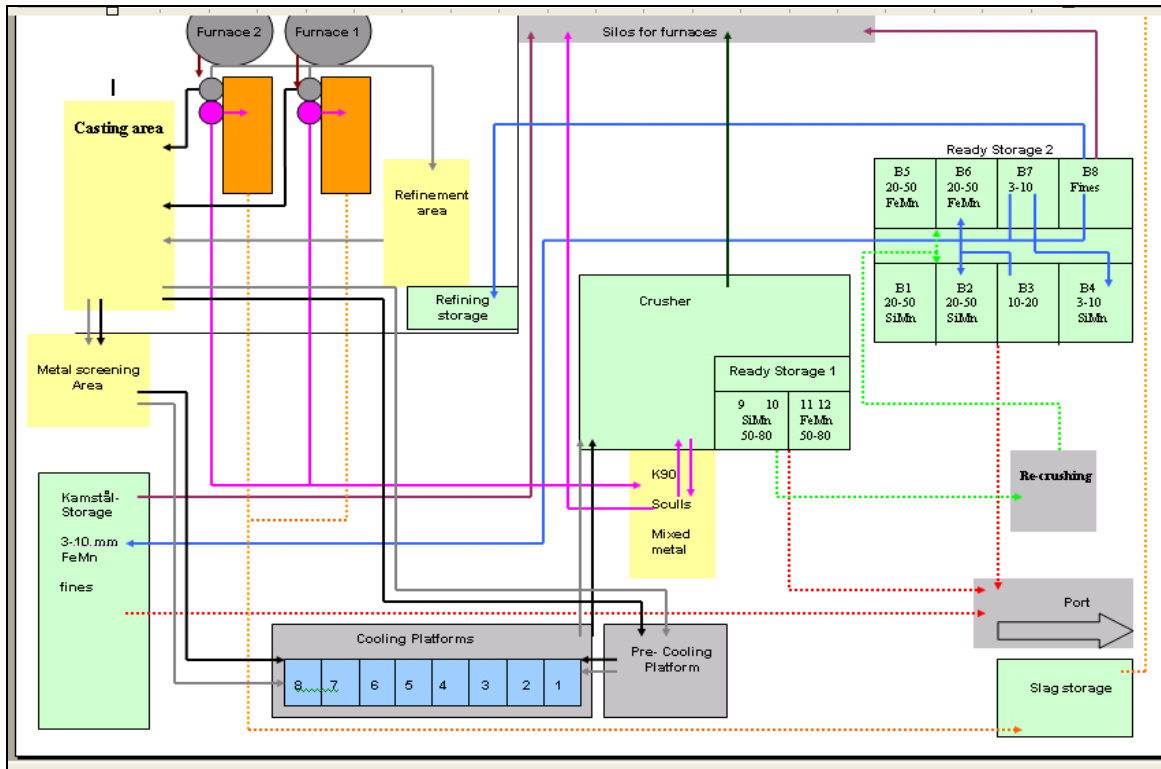 Furnace 2
Furnace 1
Silos for furnaces
Casting area
Refinement
area
Ready Storage 2
B5
20-50
FeMn
B6
20-50
FeMn
B7
3-10
B8
Fines
B1
20-50
SiMn
B2
20-50
SiMn
B3
10-20
B4
3-10
SiMn
Refining
storage
Crusher
Metal screening
Area
Ready Storage 1
9 10
SiMn
50-80
11 12
FeMn
50-80
K90
Sculls
Mixed
metal
Re-crushing
Kamstål-
Storage
3-.10.mm
FeMn
fines
Port
Cooling Platforms
8 7 6 5 4 3 2 1
Pre- Cooling
Platform
Slag storage